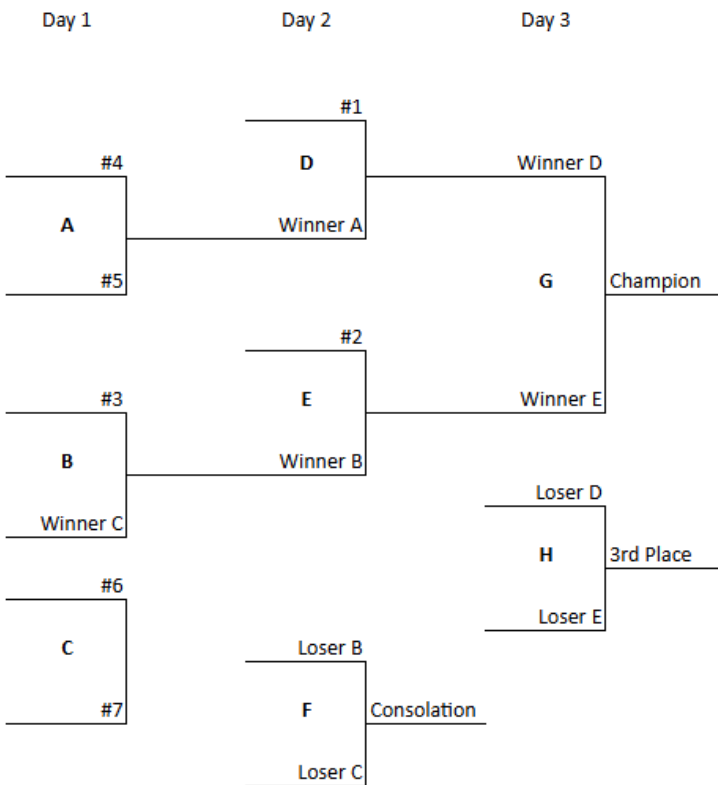 Day 1 Day 2 Day 3
#1
#4 D Winner D
A Winner A
#5 G Champion
#2
#3 E Winner E
B Winner B
Loser D
Winner C
H 3rd Place
#6
Loser E
C Loser B
#7 F Consolation
Loser C